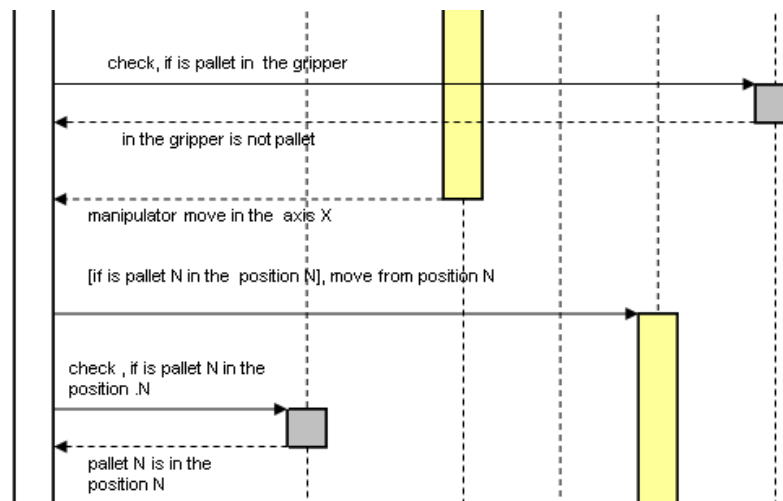 check, if is pallet in the gripper
in the gripper is not pallet
manipulator move in the axis X
[if is pallet N in the position N], move from position N
check , if is pallet N in the
position .N
pallet N is in the
position N